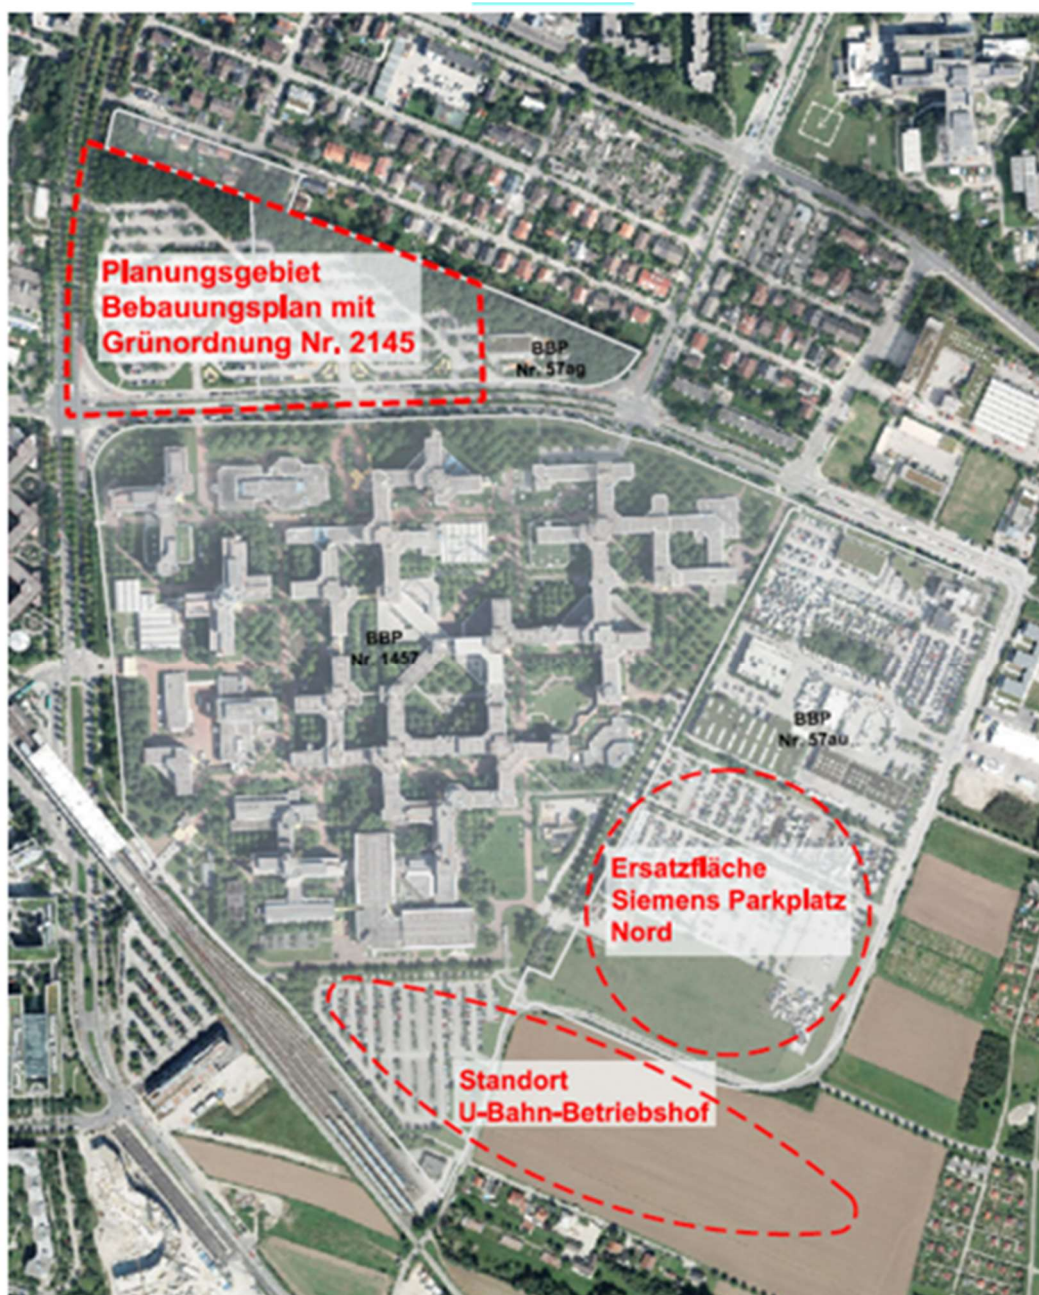 Planungsgebiet
Bebauungsplan mit
Grünordnung Nr. 2145
BBP
Nr. 57ag
BBP
Nr. 1457
BBP
Nr. 57au
Ersatzfläche
Siemens Parkplatz
Nord
Standort
U-Bahn-Betriebshof